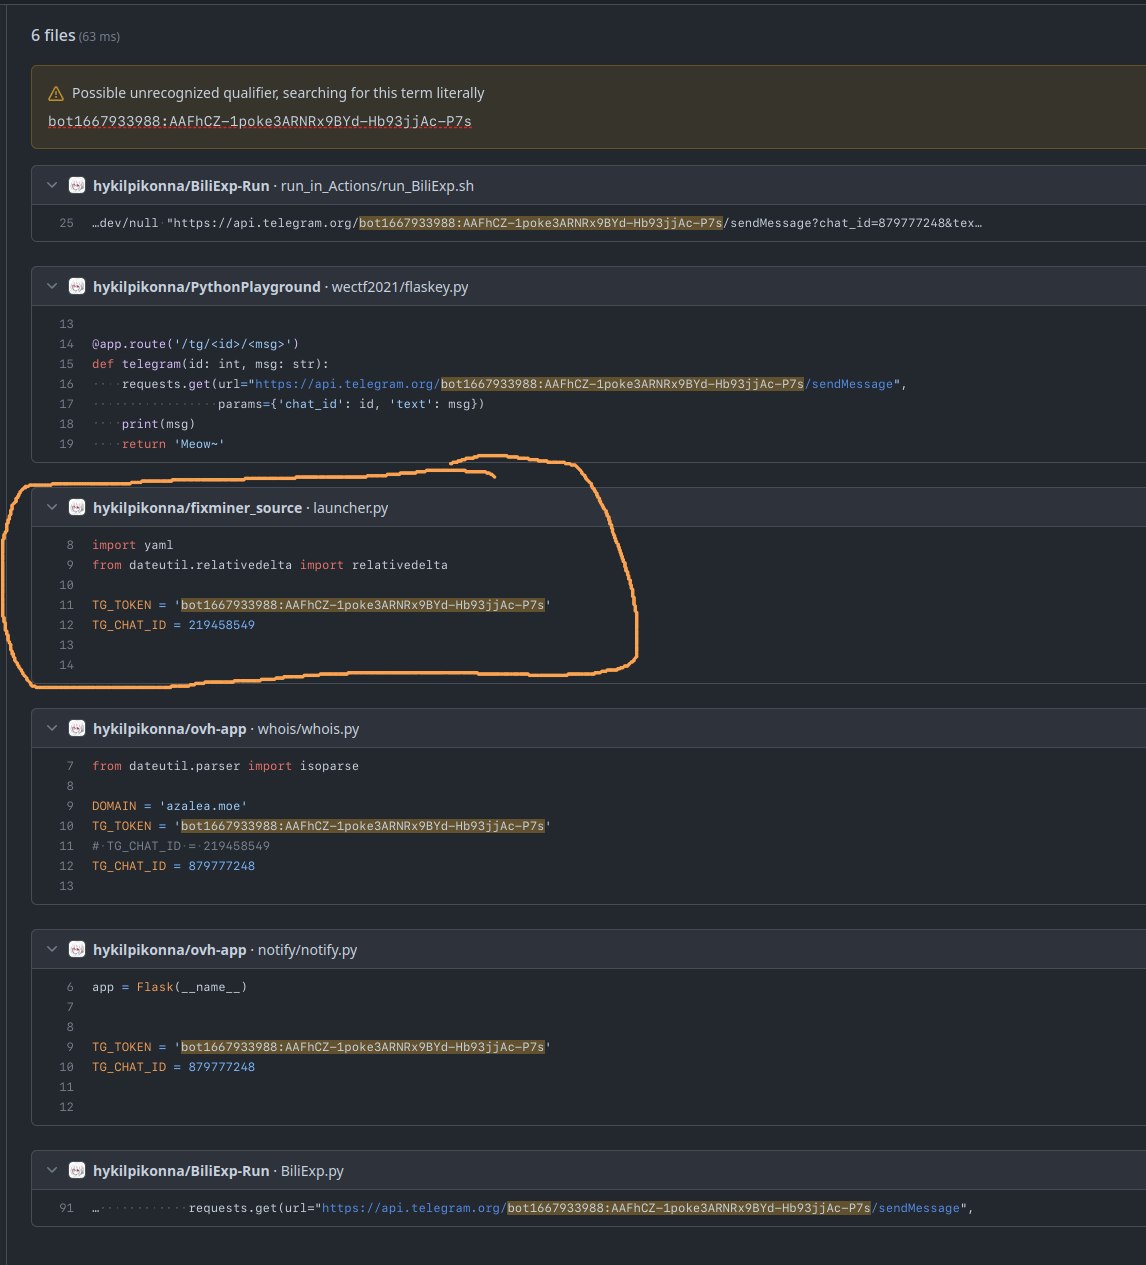 6 files (63 ms)
Possible unrecognized qualifier, searching for this term literally
bot1667933988:AAFhCZ-1poke3ARNRx9BYd-Hb93jjAc-P7s
hykilpikonna/BiliExp-Run · run_in_Actions/run_BiliExp.sh
25 …dev/null·"https://api.telegram.org/bot1667933988:AAFhCZ-1poke3ARNRx9BYd-Hb93jjAc-P7s/sendMessage?chat_id=879777248&tex…
hykilpikonna/PythonPlayground · wectf2021/flaskey.py
13
14 @app.route('/tg/<id>/<msg>')
15 def telegram(id: int, msg: str):
16 ····requests.get(url="https://api.telegram.org/bot1667933988:AAFhCZ-1poke3ARNRx9BYd-Hb93jjAc-P7s/sendMessage",
17 ·················params={'chat_id': id, 'text': msg})
18 ····print(msg)
19 ····return 'Meow~'
hykilpikonna/fixminer_source · launcher.py
8 import yaml
9 from dateutil.relativedelta import relativedelta
10
11 TG_TOKEN = 'bot1667933988:AAFhCZ-1poke3ARNRx9BYd-Hb93jjAc-P7s'
12 TG_CHAT_ID = 219458549
13
14
hykilpikonna/ovh-app · whois/whois.py
7 from dateutil.parser import isoparse
8
9 DOMAIN = 'azalea.moe'
10 TG_TOKEN = 'bot1667933988:AAFhCZ-1poke3ARNRx9BYd-Hb93jjAc-P7s'
11 #·TG_CHAT_ID·=·219458549
12 TG_CHAT_ID = 879777248
13
hykilpikonna/ovh-app · notify/notify.py
6 app = Flask(__name__)
7
8
9 TG_TOKEN = 'bot1667933988:AAFhCZ-1poke3ARNRx9BYd-Hb93jjAc-P7s'
10 TG_CHAT_ID = 879777248
11
12
hykilpikonna/BiliExp-Run · BiliExp.py
91 …············requests.get(url="https://api.telegram.org/bot1667933988:AAFhCZ-1poke3ARNRx9BYd-Hb93jjAc-P7s/sendMessage",